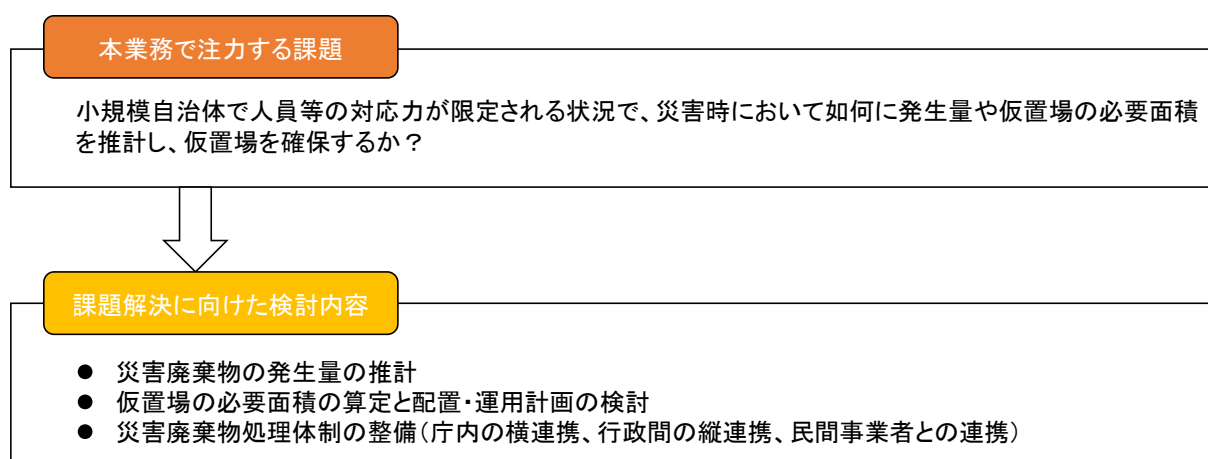 本業務で注力する課題
小規模自治体で人員等の対応力が限定される状況で、災害時において如何に発生量や仮置場の必要面積
を推計し、仮置場を確保するか？
課題解決に向けた検討内容
● 災害廃棄物の発生量の推計
● 仮置場の必要面積の算定と配置・運用計画の検討
● 災害廃棄物処理体制の整備（庁内の横連携、行政間の縦連携、民間事業者との連携）